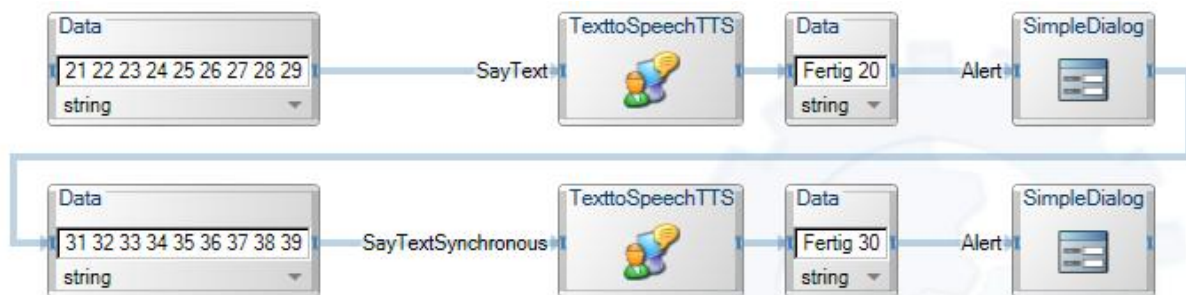 Data TexttoSpeechTTS Data SimpleDialog
21 22 23 24 25 26 27 28 29 SayText Fertig 20 Alert
string string
Data TexttoSpeechTTS Data SimpleDialog
31 32 33 34 35 36 37 38 39 SayTextSynchronous Fertig 30 Alert
string string